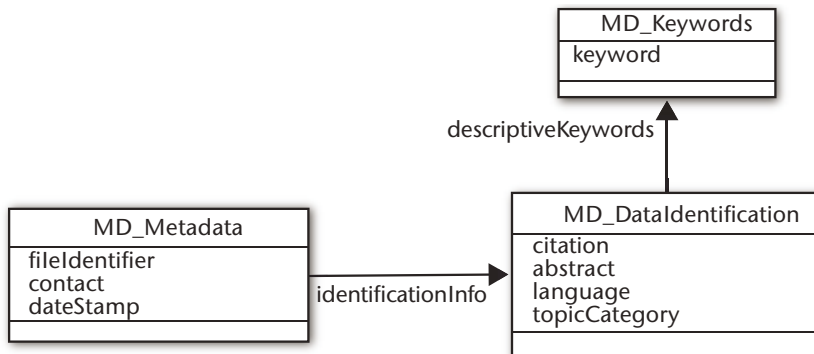 MD_Keywords
keyword
descriptiveKeywords
MD_Metadata
fileIdentifier
contact
dateStamp
identificationInfo
MD_DataIdentification
citation
abstract
language
topicCategory